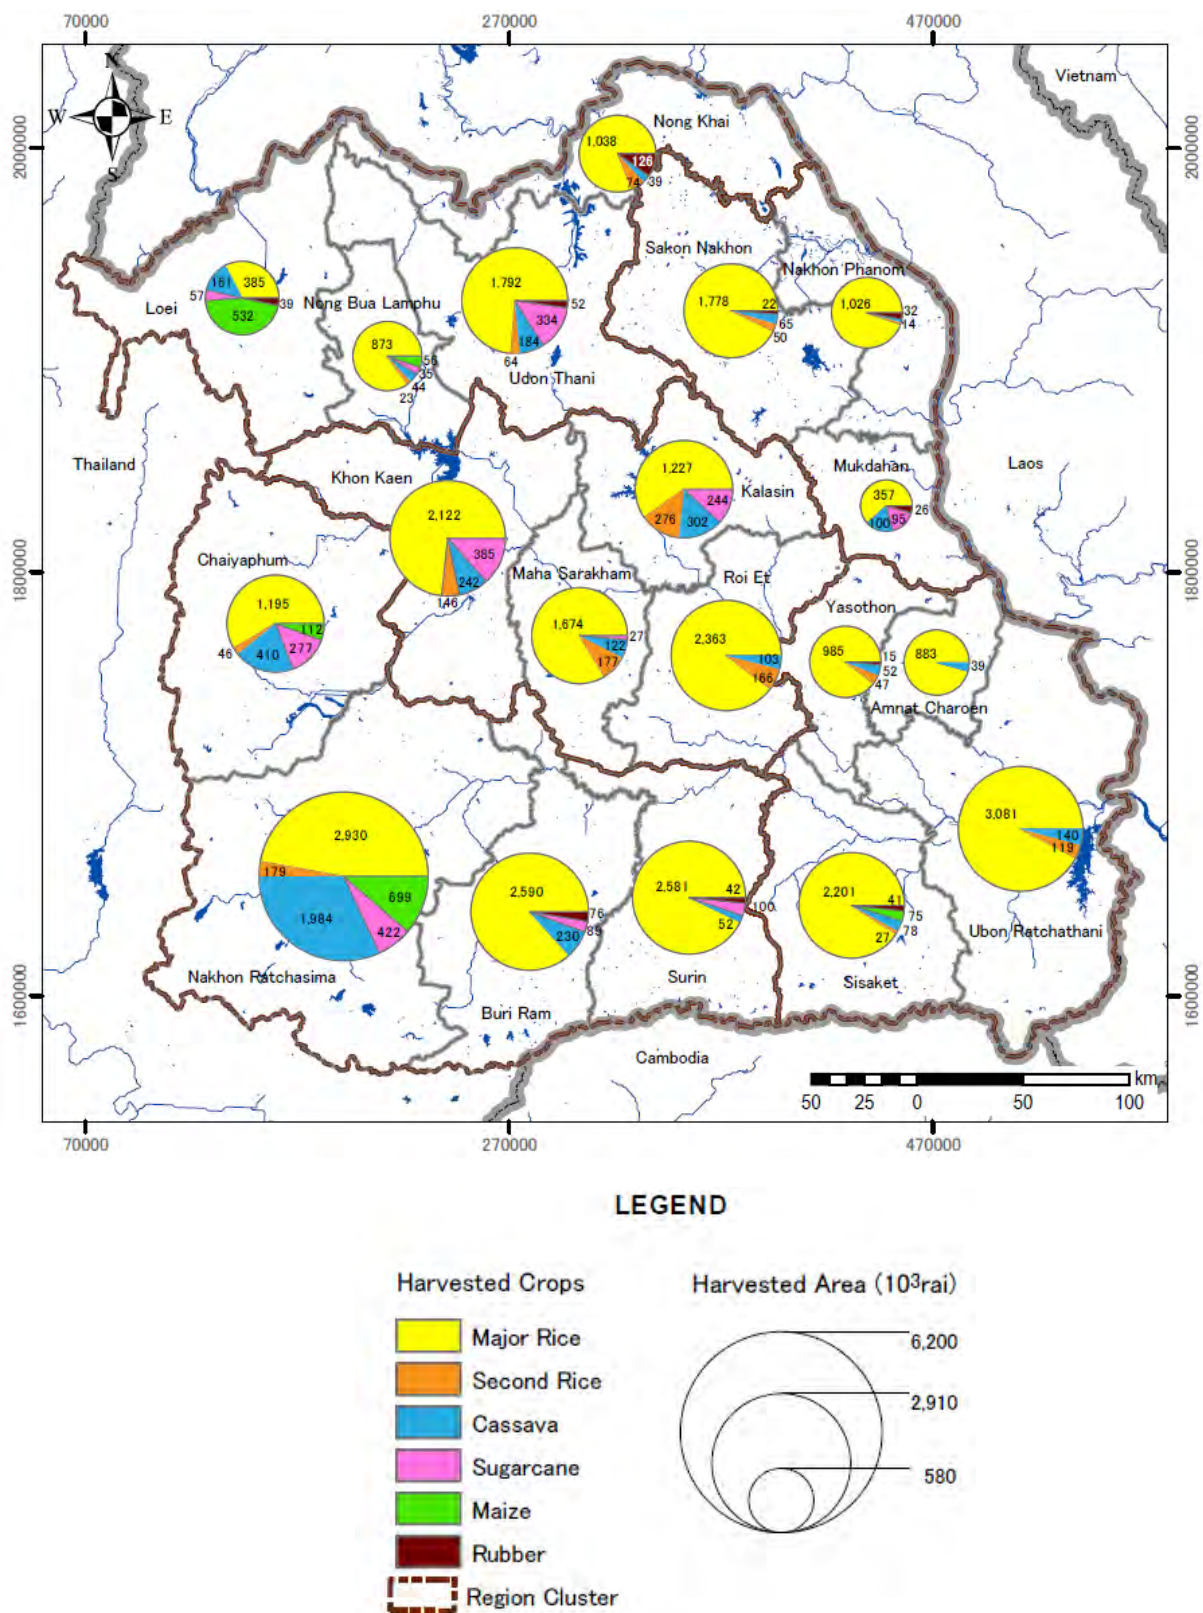 70000
270000
470000
N
W
E
S
Vietnam
2000000
2000000
Nong Khai
1,038
126
74
39
Sakon Nakhon
1,778
22
65
50
Nakhon Phanom
1,026
32
14
Loei
385
161
57
532
39
Nong Bua Lamphu
873
56
35
44
23
1,792
52
334
184
64
Udon Thani
Thailand
Khon Kaen
2,122
385
242
146
1,227
244
302
276
Kalasin
Mukdahan
357
26
95
100
Laos
1800000
1800000
Chaiyaphum
1,195
112
277
410
46
Maha Sarakham
1,674
27
122
177
Roi Et
2,363
103
166
Yasothon
985
15
52
47
883
39
Amnat Charoen
2,930
179
699
1,984
422
Nakhon Ratchasima
2,590
76
89
230
Buri Ram
2,581
42
100
52
Surin
2,201
41
75
78
27
Sisaket
3,081
140
119
Ubon Ratchathani
1600000
1600000
Cambodia
km
50
25
0
50
100
70000
270000
470000
LEGEND
Harvested Crops
Major Rice
Second Rice
Cassava
Sugarcane
Maize
Rubber
Region Cluster
Harvested Area (10³rai)
6,200
2,910
580